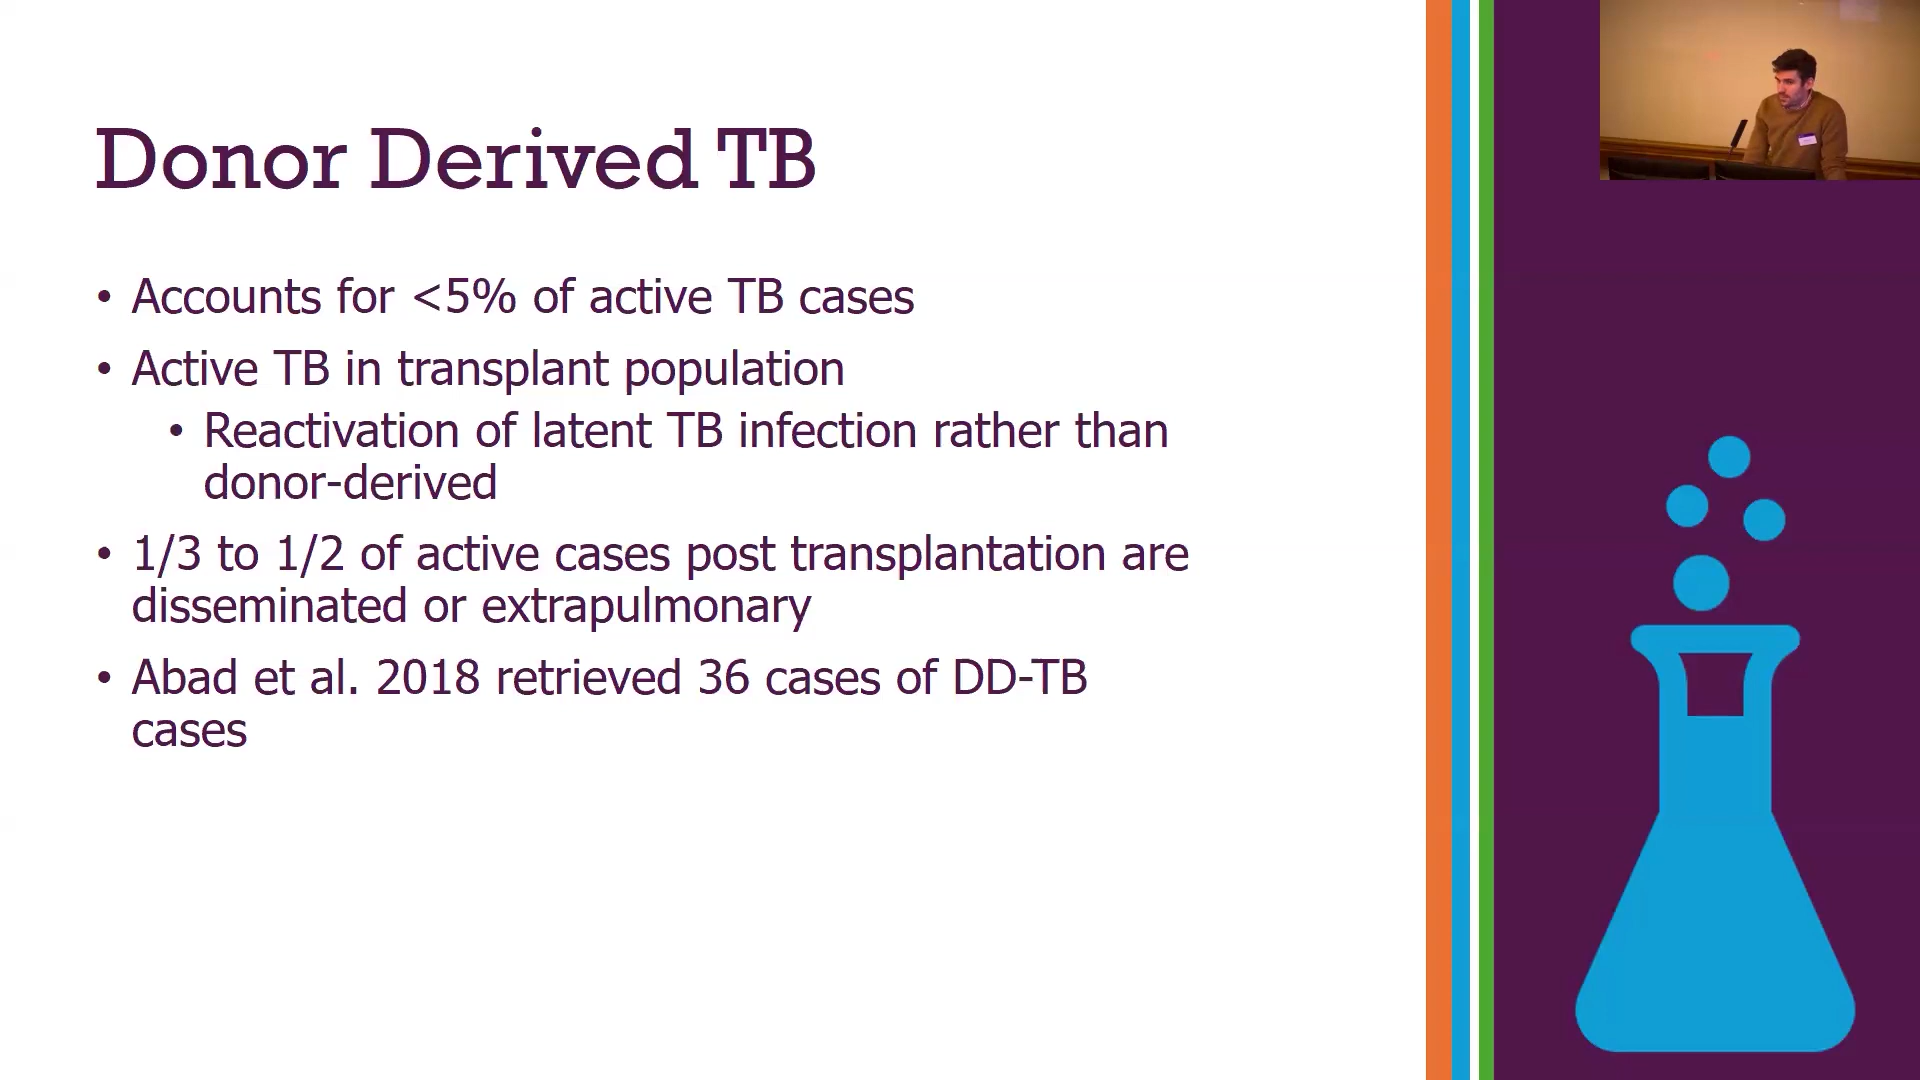 Donor Derived TB
• Accounts for <5% of active TB cases
• Active TB in transplant population
• Reactivation of latent TB infection rather than
donor-derived
• 1/3 to 1/2 of active cases post transplantation are
disseminated or extrapulmonary
• Abad et al. 2018 retrieved 36 cases of DD-TB
cases